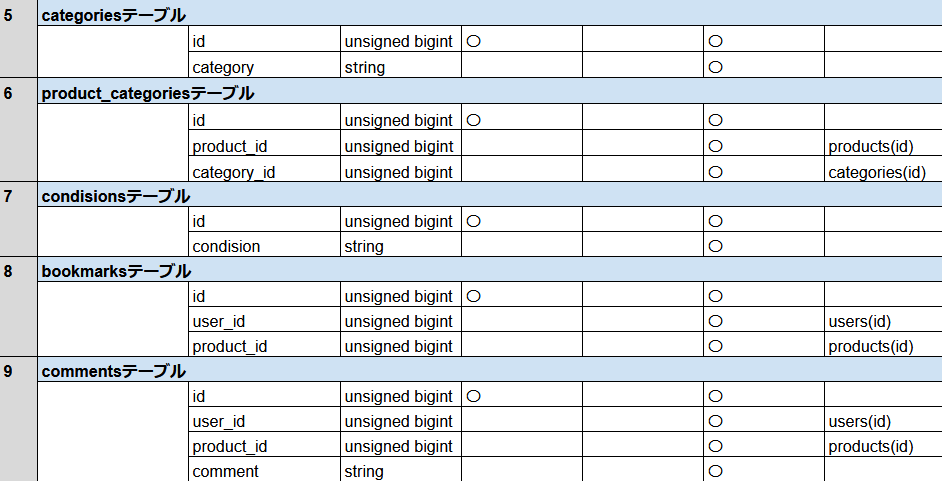 5 categoriesテーブル
id unsigned bigint 〇 〇
category string 〇
6 product_categoriesテーブル
id unsigned bigint 〇 〇
product_id unsigned bigint 〇 products(id)
category_id unsigned bigint 〇 categories(id)
7 condisionsテーブル
id unsigned bigint 〇 〇
condision string 〇
8 bookmarksテーブル
id unsigned bigint 〇 〇
user_id unsigned bigint 〇 users(id)
product_id unsigned bigint 〇 products(id)
9 commentsテーブル
id unsigned bigint 〇 〇
user_id unsigned bigint 〇 users(id)
product_id unsigned bigint 〇 products(id)
comment string 〇